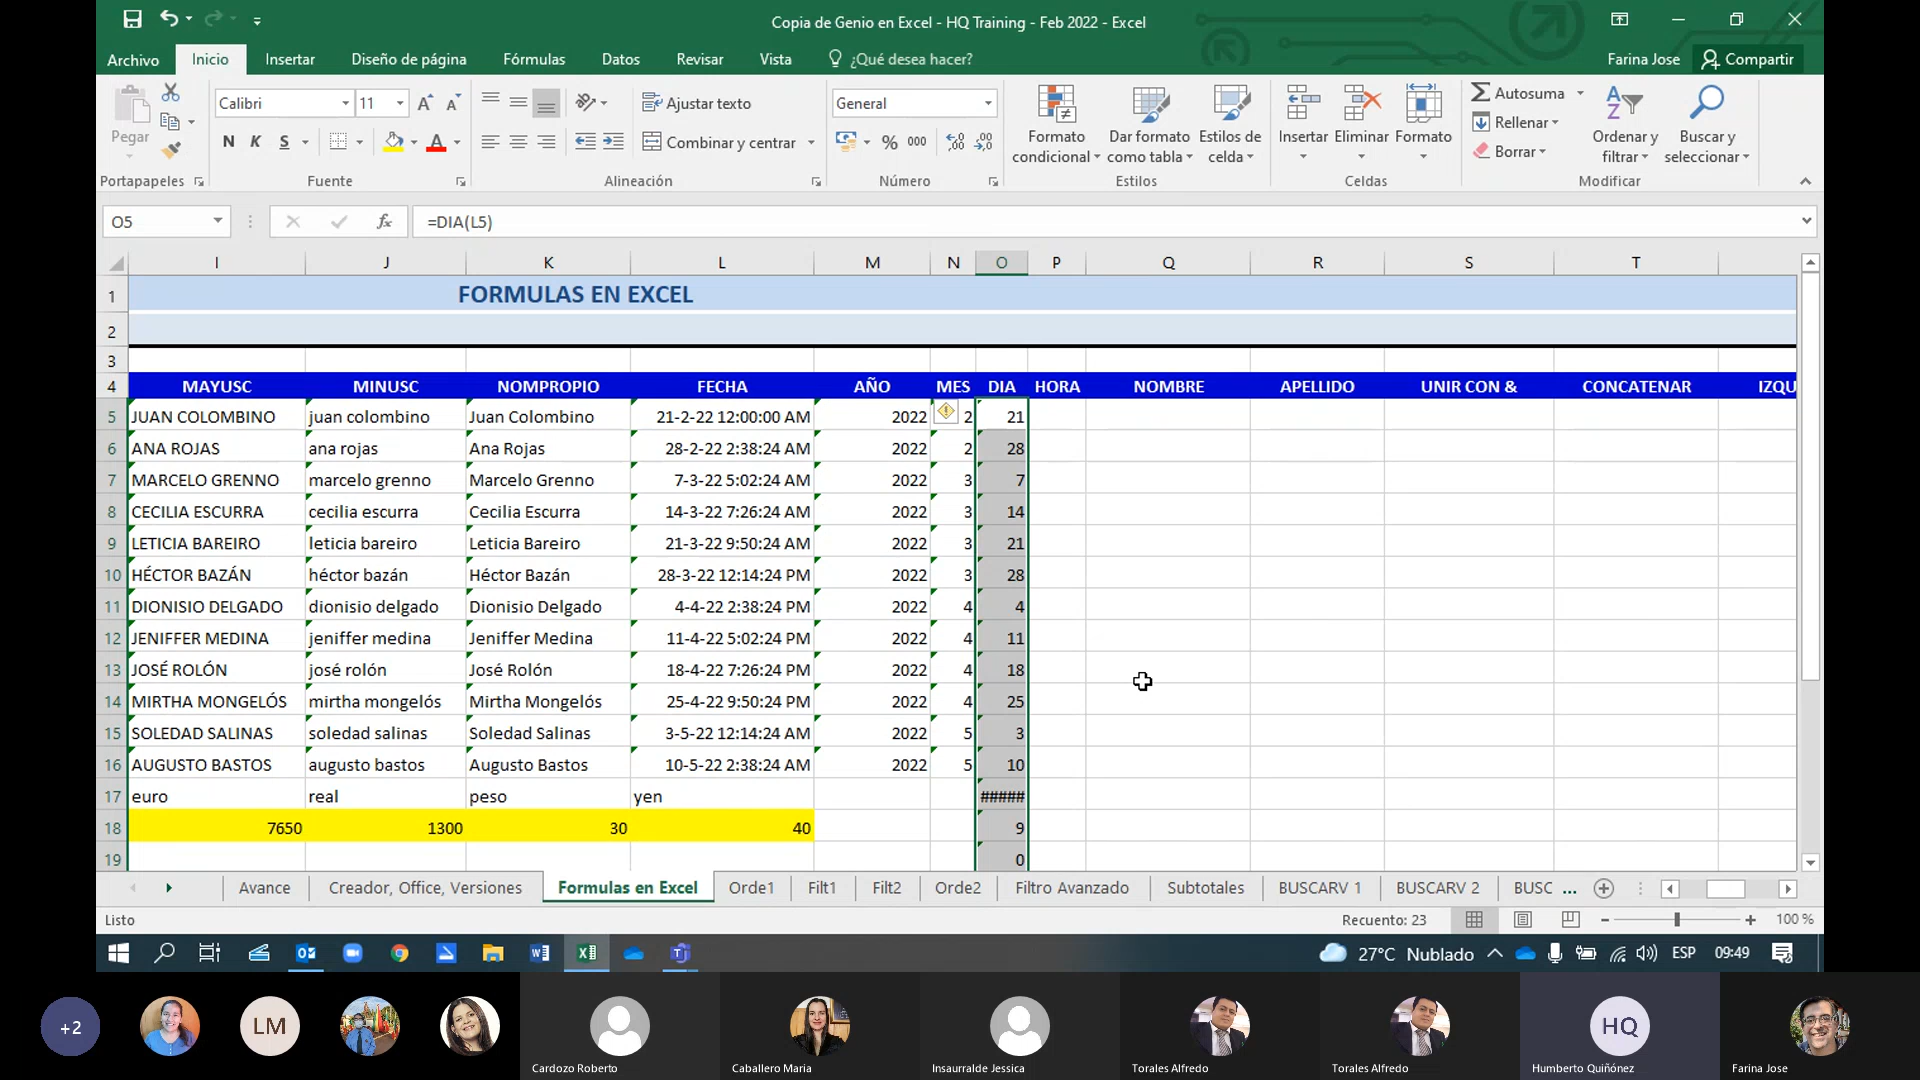 Copia de Genio en Excel - HQ Training - Feb 2022 - Excel
Archivo Inicio Insertar Diseño de página Fórmulas Datos Revisar Vista ¿Qué desea hacer? Farina Jose Compartir
Pegar
Calibri 11
N K S
Ajustar texto
Combinar y centrar
General
% 000
Formato condicional
Dar formato como tabla
Estilos de celda
Insertar Eliminar Formato
Autosuma
Rellenar
Borrar
Ordenar y filtrar
Buscar y seleccionar
Portapapeles Fuente Alineación Número Estilos Celdas Modificar
O5 fx =DIA(L5)
I J K L M N O P Q R S T
1 FORMULAS EN EXCEL
2
3
4 MAYUSC MINUSC NOMPROPIO FECHA AÑO MES DIA HORA NOMBRE APELLIDO UNIR CON & CONCATENAR IZQU
5 JUAN COLOMBINO juan colombino Juan Colombino 21-2-22 12:00:00 AM 2022 2 21
6 ANA ROJAS ana rojas Ana Rojas 28-2-22 2:38:24 AM 2022 2 28
7 MARCELO GRENNO marcelo grenno Marcelo Grenno 7-3-22 5:02:24 AM 2022 3 7
8 CECILIA ESCURRA cecilia escurra Cecilia Escurra 14-3-22 7:26:24 AM 2022 3 14
9 LETICIA BAREIRO leticia bareiro Leticia Bareiro 21-3-22 9:50:24 AM 2022 3 21
10 HÉCTOR BAZÁN héctor bazán Héctor Bazán 28-3-22 12:14:24 PM 2022 3 28
11 DIONISIO DELGADO dionisio delgado Dionisio Delgado 4-4-22 2:38:24 PM 2022 4 4
12 JENIFFER MEDINA jeniffer medina Jeniffer Medina 11-4-22 5:02:24 PM 2022 4 11
13 JOSÉ ROLÓN josé rolón José Rolón 18-4-22 7:26:24 PM 2022 4 18
14 MIRTHA MONGELÓS mirtha mongelós Mirtha Mongelós 25-4-22 9:50:24 PM 2022 4 25
15 SOLEDAD SALINAS soledad salinas Soledad Salinas 3-5-22 12:14:24 AM 2022 5 3
16 AUGUSTO BASTOS augusto bastos Augusto Bastos 10-5-22 2:38:24 AM 2022 5 10
17 euro real peso yen #####
18 7650 1300 30 40 9
19 0
Avance Creador, Office, Versiones Formulas en Excel Orde1 Filt1 Filt2 Orde2 Filtro Avanzado Subtotales BUSCARV 1 BUSCARV 2 BUSC ...
Listo Recuento: 23 100 %
27°C Nublado ESP 09:49
+2 LM HQ
Cardozo Roberto Caballero Maria Insaurralde Jessica Torales Alfredo Torales Alfredo Humberto Quiñónez Farina Jose